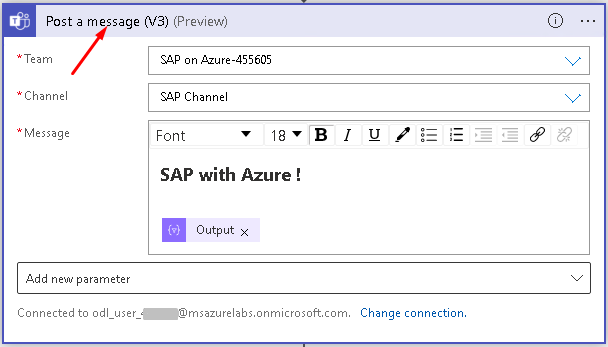 Post a message (V3) (Preview)
* Team
SAP on Azure-455605
* Channel
SAP Channel
* Message
Font 18 B I U
SAP with Azure !
{v} Output ×
Add new parameter
Connected to odl_user_ @msazurelabs.onmicrosoft.com. Change connection.